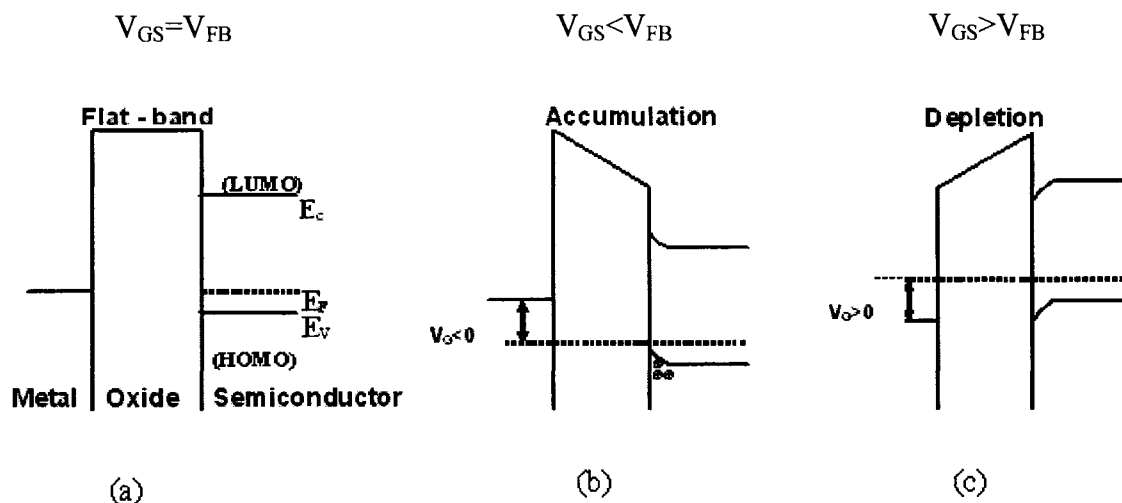 V_GS=V_FB
V_GS<V_FB
V_GS>V_FB
Flat - band
Accumulation
Depletion
(LUMO)
E_c
E_F
E_V
(HOMO)
Metal Oxide Semiconductor
V_G<0
⊕
⊕⊕
V_G>0
(a)
(b)
(c)